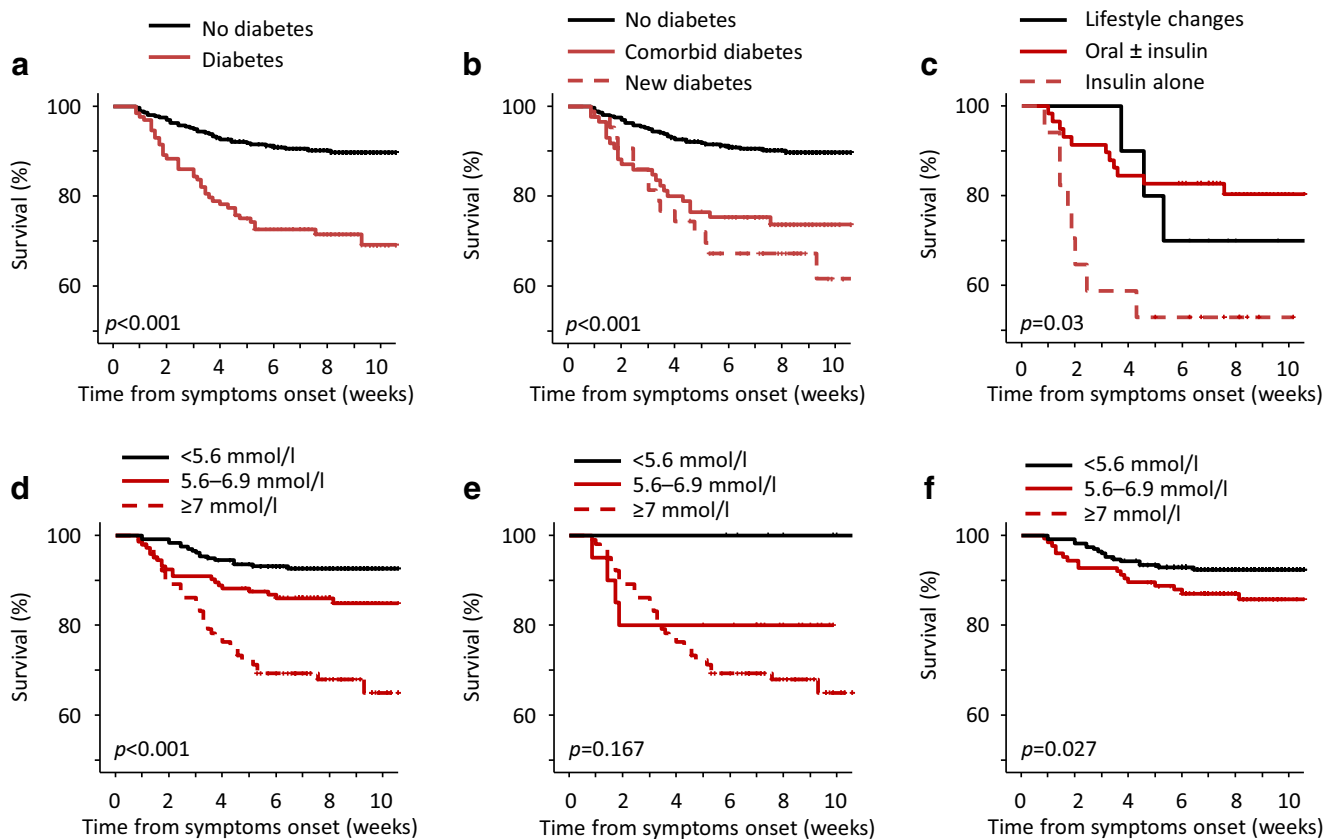 a
No diabetes
Diabetes
Survival (%)
100
80
60
p<0.001
0 2 4 6 8 10
Time from symptoms onset (weeks)
b
No diabetes
Comorbid diabetes
New diabetes
Survival (%)
100
80
60
p<0.001
0 2 4 6 8 10
Time from symptoms onset (weeks)
c
Lifestyle changes
Oral ± insulin
Insulin alone
Survival (%)
100
80
60
p=0.03
0 2 4 6 8 10
Time from symptoms onset (weeks)
d
<5.6 mmol/l
5.6–6.9 mmol/l
≥7 mmol/l
Survival (%)
100
80
60
p<0.001
0 2 4 6 8 10
Time from symptoms onset (weeks)
e
<5.6 mmol/l
5.6–6.9 mmol/l
≥7 mmol/l
Survival (%)
100
80
60
p=0.167
0 2 4 6 8 10
Time from symptoms onset (weeks)
f
<5.6 mmol/l
5.6–6.9 mmol/l
≥7 mmol/l
Survival (%)
100
80
60
p=0.027
0 2 4 6 8 10
Time from symptoms onset (weeks)